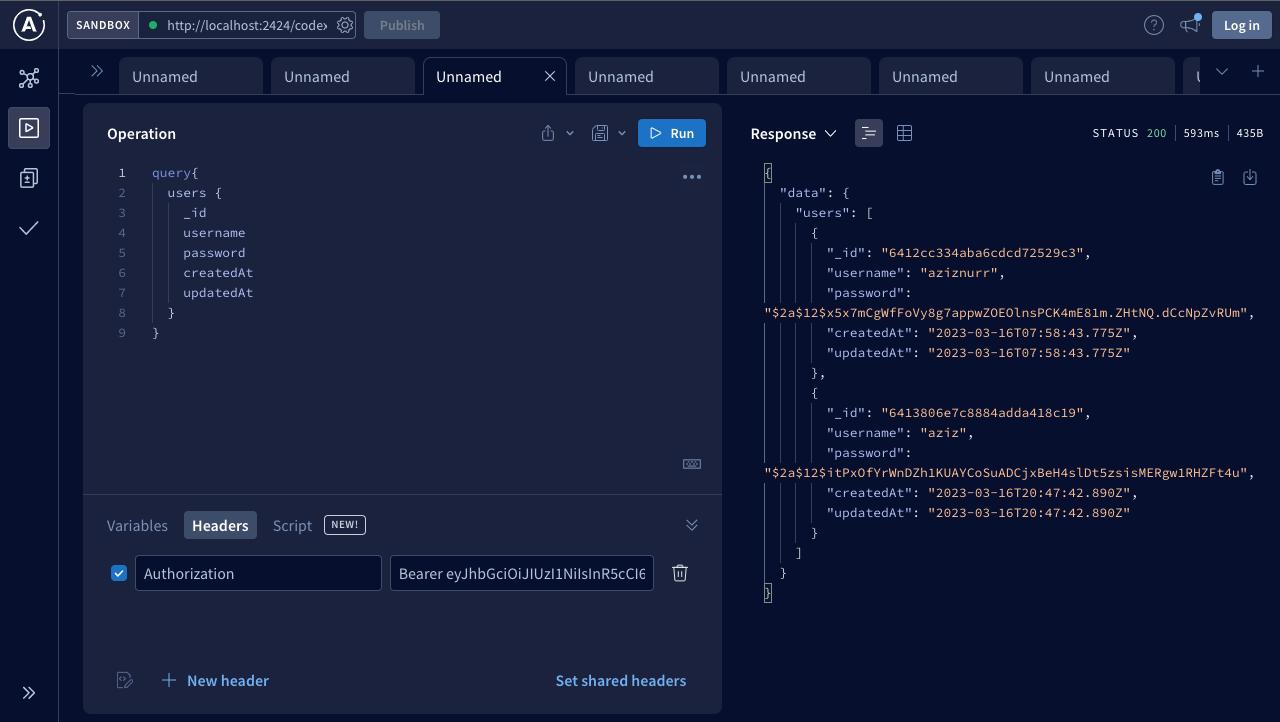 SANDBOX http://localhost:2424/codex Publish Log in
Unnamed Unnamed Unnamed Unnamed Unnamed Unnamed Unnamed
Operation Run
1 query{
2 users {
3 _id
4 username
5 password
6 createdAt
7 updatedAt
8 }
9 }
Variables Headers Script NEW!
Authorization Bearer eyJhbGciOiJIUzI1NiIsInR5cCI6
New header Set shared headers
Response STATUS 200 593ms 435B
{
"data": {
"users": [
{
"_id": "6412cc334aba6cdcd72529c3",
"username": "aziznurr",
"password":
"$2a$12$x5x7mCgWfFoVy8g7appwZOEOlnsPCK4mE81m.ZHtNQ.dCcNpZvRUm",
"createdAt": "2023-03-16T07:58:43.775Z",
"updatedAt": "2023-03-16T07:58:43.775Z"
},
{
"_id": "6413806e7c8884adda418c19",
"username": "aziz",
"password":
"$2a$12$itPxOfYrWnDZh1KUAYCoSuADCjxBeH4slDt5zsisMERgw1RHZFt4u",
"createdAt": "2023-03-16T20:47:42.890Z",
"updatedAt": "2023-03-16T20:47:42.890Z"
}
]
}
}